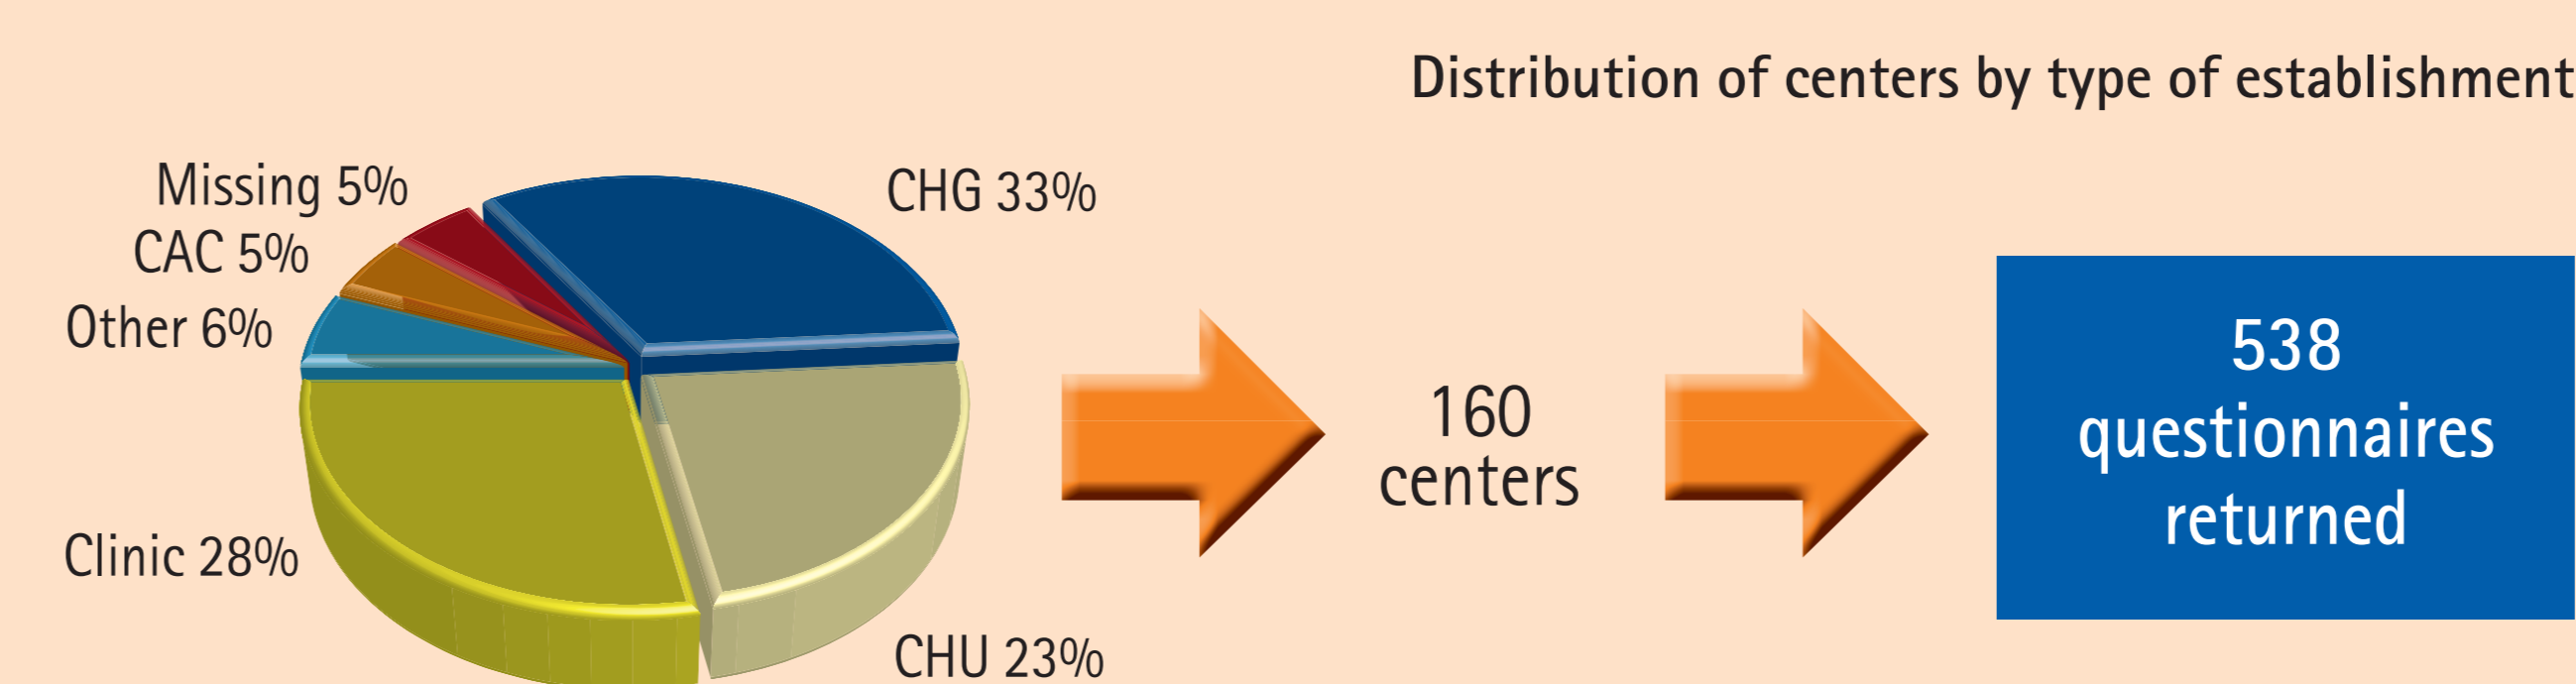 Distribution of centers by type of establishment
Missing 5%
CHG 33%
CAC 5%
Other 6%
Clinic 28%
CHU 23%
160
centers
538
questionnaires
returned